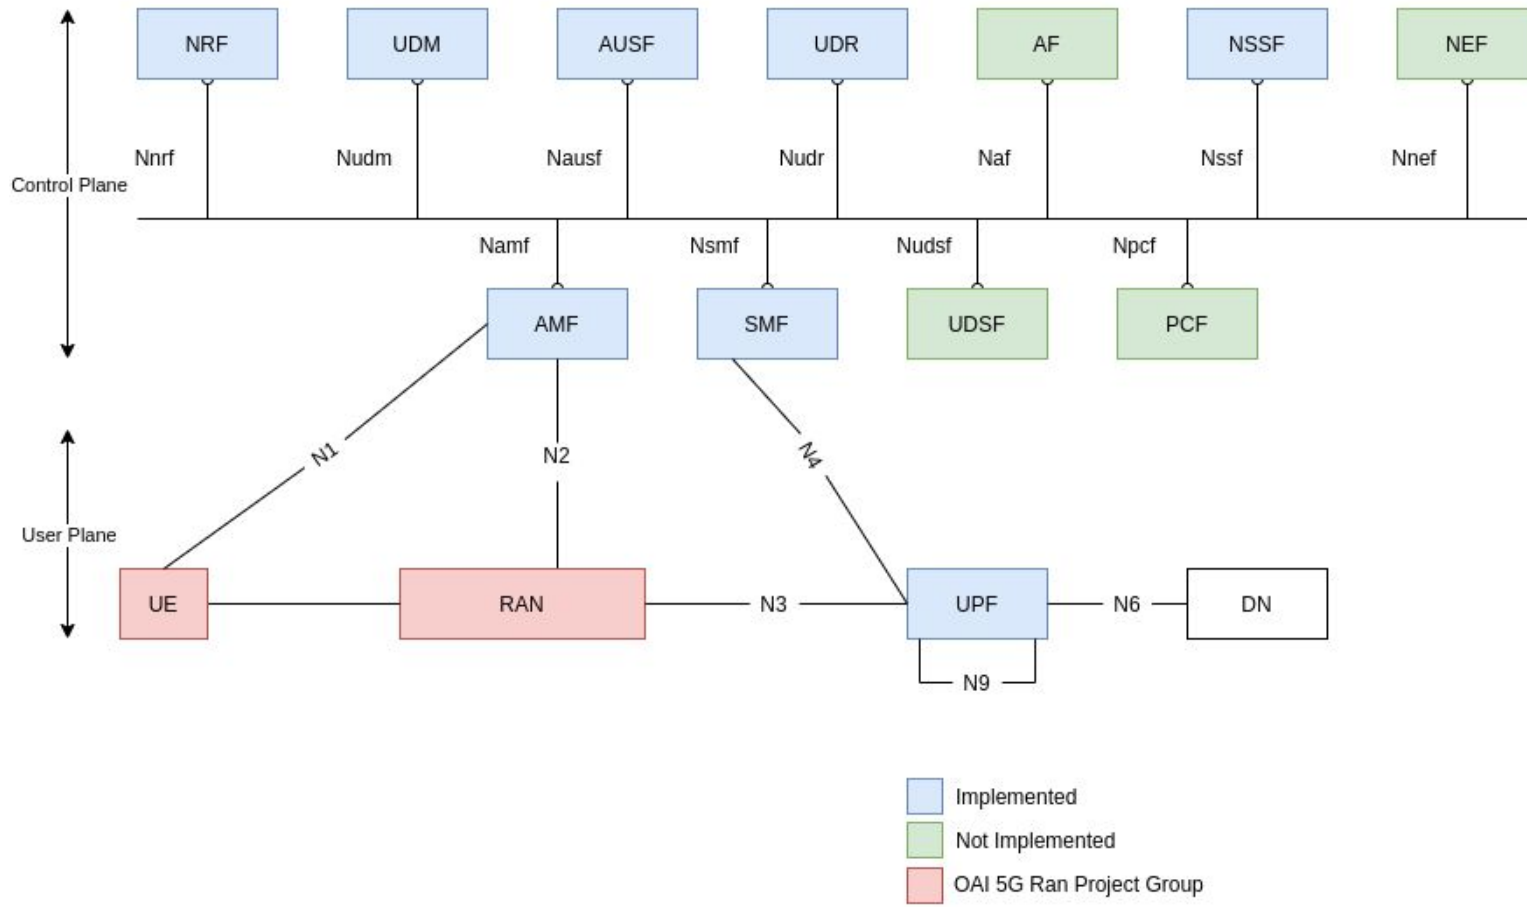 NRF
UDM
AUSF
UDR
AF
NSSF
NEF
Nnrf
Nudm
Nausf
Nudr
Naf
Nssf
Nnef
Control Plane
Namf
Nsmf
Nudsf
Npcf
AMF
SMF
UDSF
PCF
N1
N2
N4
User Plane
UE
RAN
N3
UPF
N6
DN
N9
Implemented
Not Implemented
OAI 5G Ran Project Group